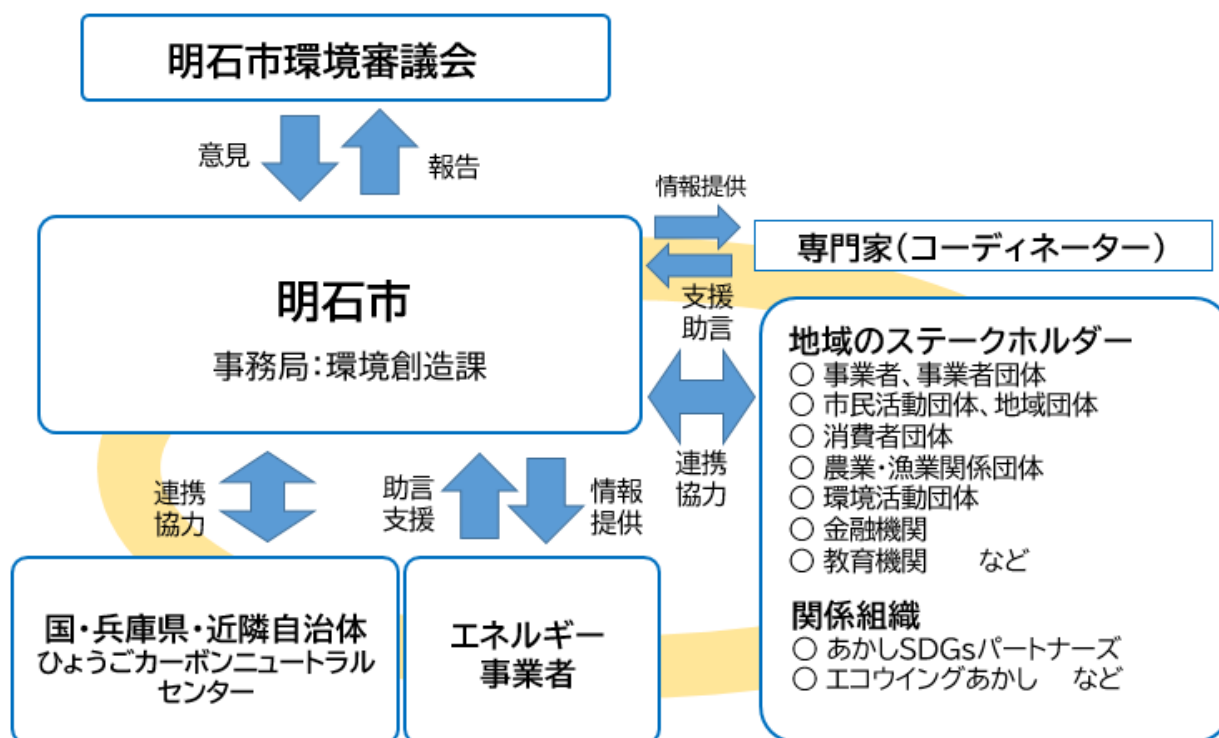 明石市環境審議会
意見
報告
情報提供
明石市
事務局：環境創造課
専門家（コーディネーター）
支援
助言
地域のステークホルダー
○ 事業者、事業者団体
○ 市民活動団体、地域団体
○ 消費者団体
○ 農業・漁業関係団体
○ 環境活動団体
○ 金融機関
○ 教育機関　　など
関係組織
○ あかしSDGsパートナーズ
○ エコウイングあかし　など
連携
協力
連携
協力
助言
支援
情報
提供
国・兵庫県・近隣自治体
ひょうごカーボンニュートラル
センター
エネルギー
事業者